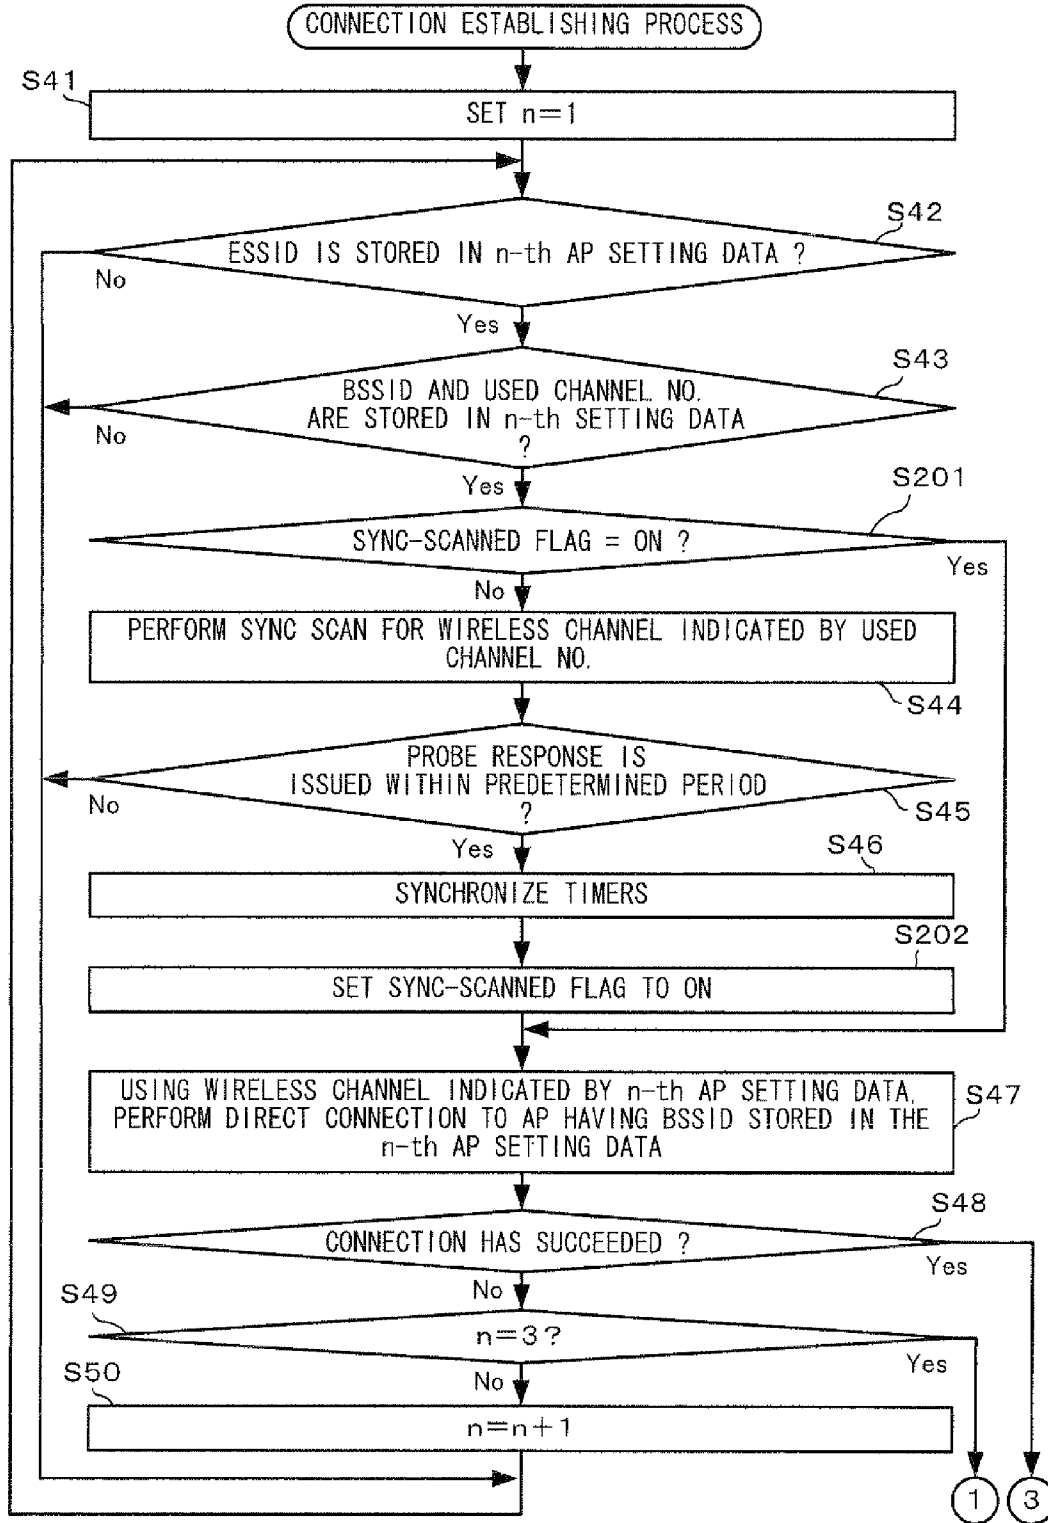 CONNECTION ESTABLISHING PROCESS
S41
SET n=1
S42
ESSID IS STORED IN n-th AP SETTING DATA ?
No
Yes
S43
BSSID AND USED CHANNEL NO.
ARE STORED IN n-th SETTING DATA
?
No
Yes
S201
SYNC-SCANNED FLAG = ON ?
Yes
No
PERFORM SYNC SCAN FOR WIRELESS CHANNEL INDICATED BY USED
CHANNEL NO.
S44
PROBE RESPONSE IS
ISSUED WITHIN PREDETERMINED PERIOD
?
No
S45
Yes
S46
SYNCHRONIZE TIMERS
S202
SET SYNC-SCANNED FLAG TO ON
USING WIRELESS CHANNEL INDICATED BY n-th AP SETTING DATA,
PERFORM DIRECT CONNECTION TO AP HAVING BSSID STORED IN THE
n-th AP SETTING DATA
S47
S48
CONNECTION HAS SUCCEEDED ?
Yes
No
S49
n=3?
Yes
No
S50
n=n+1
1
3